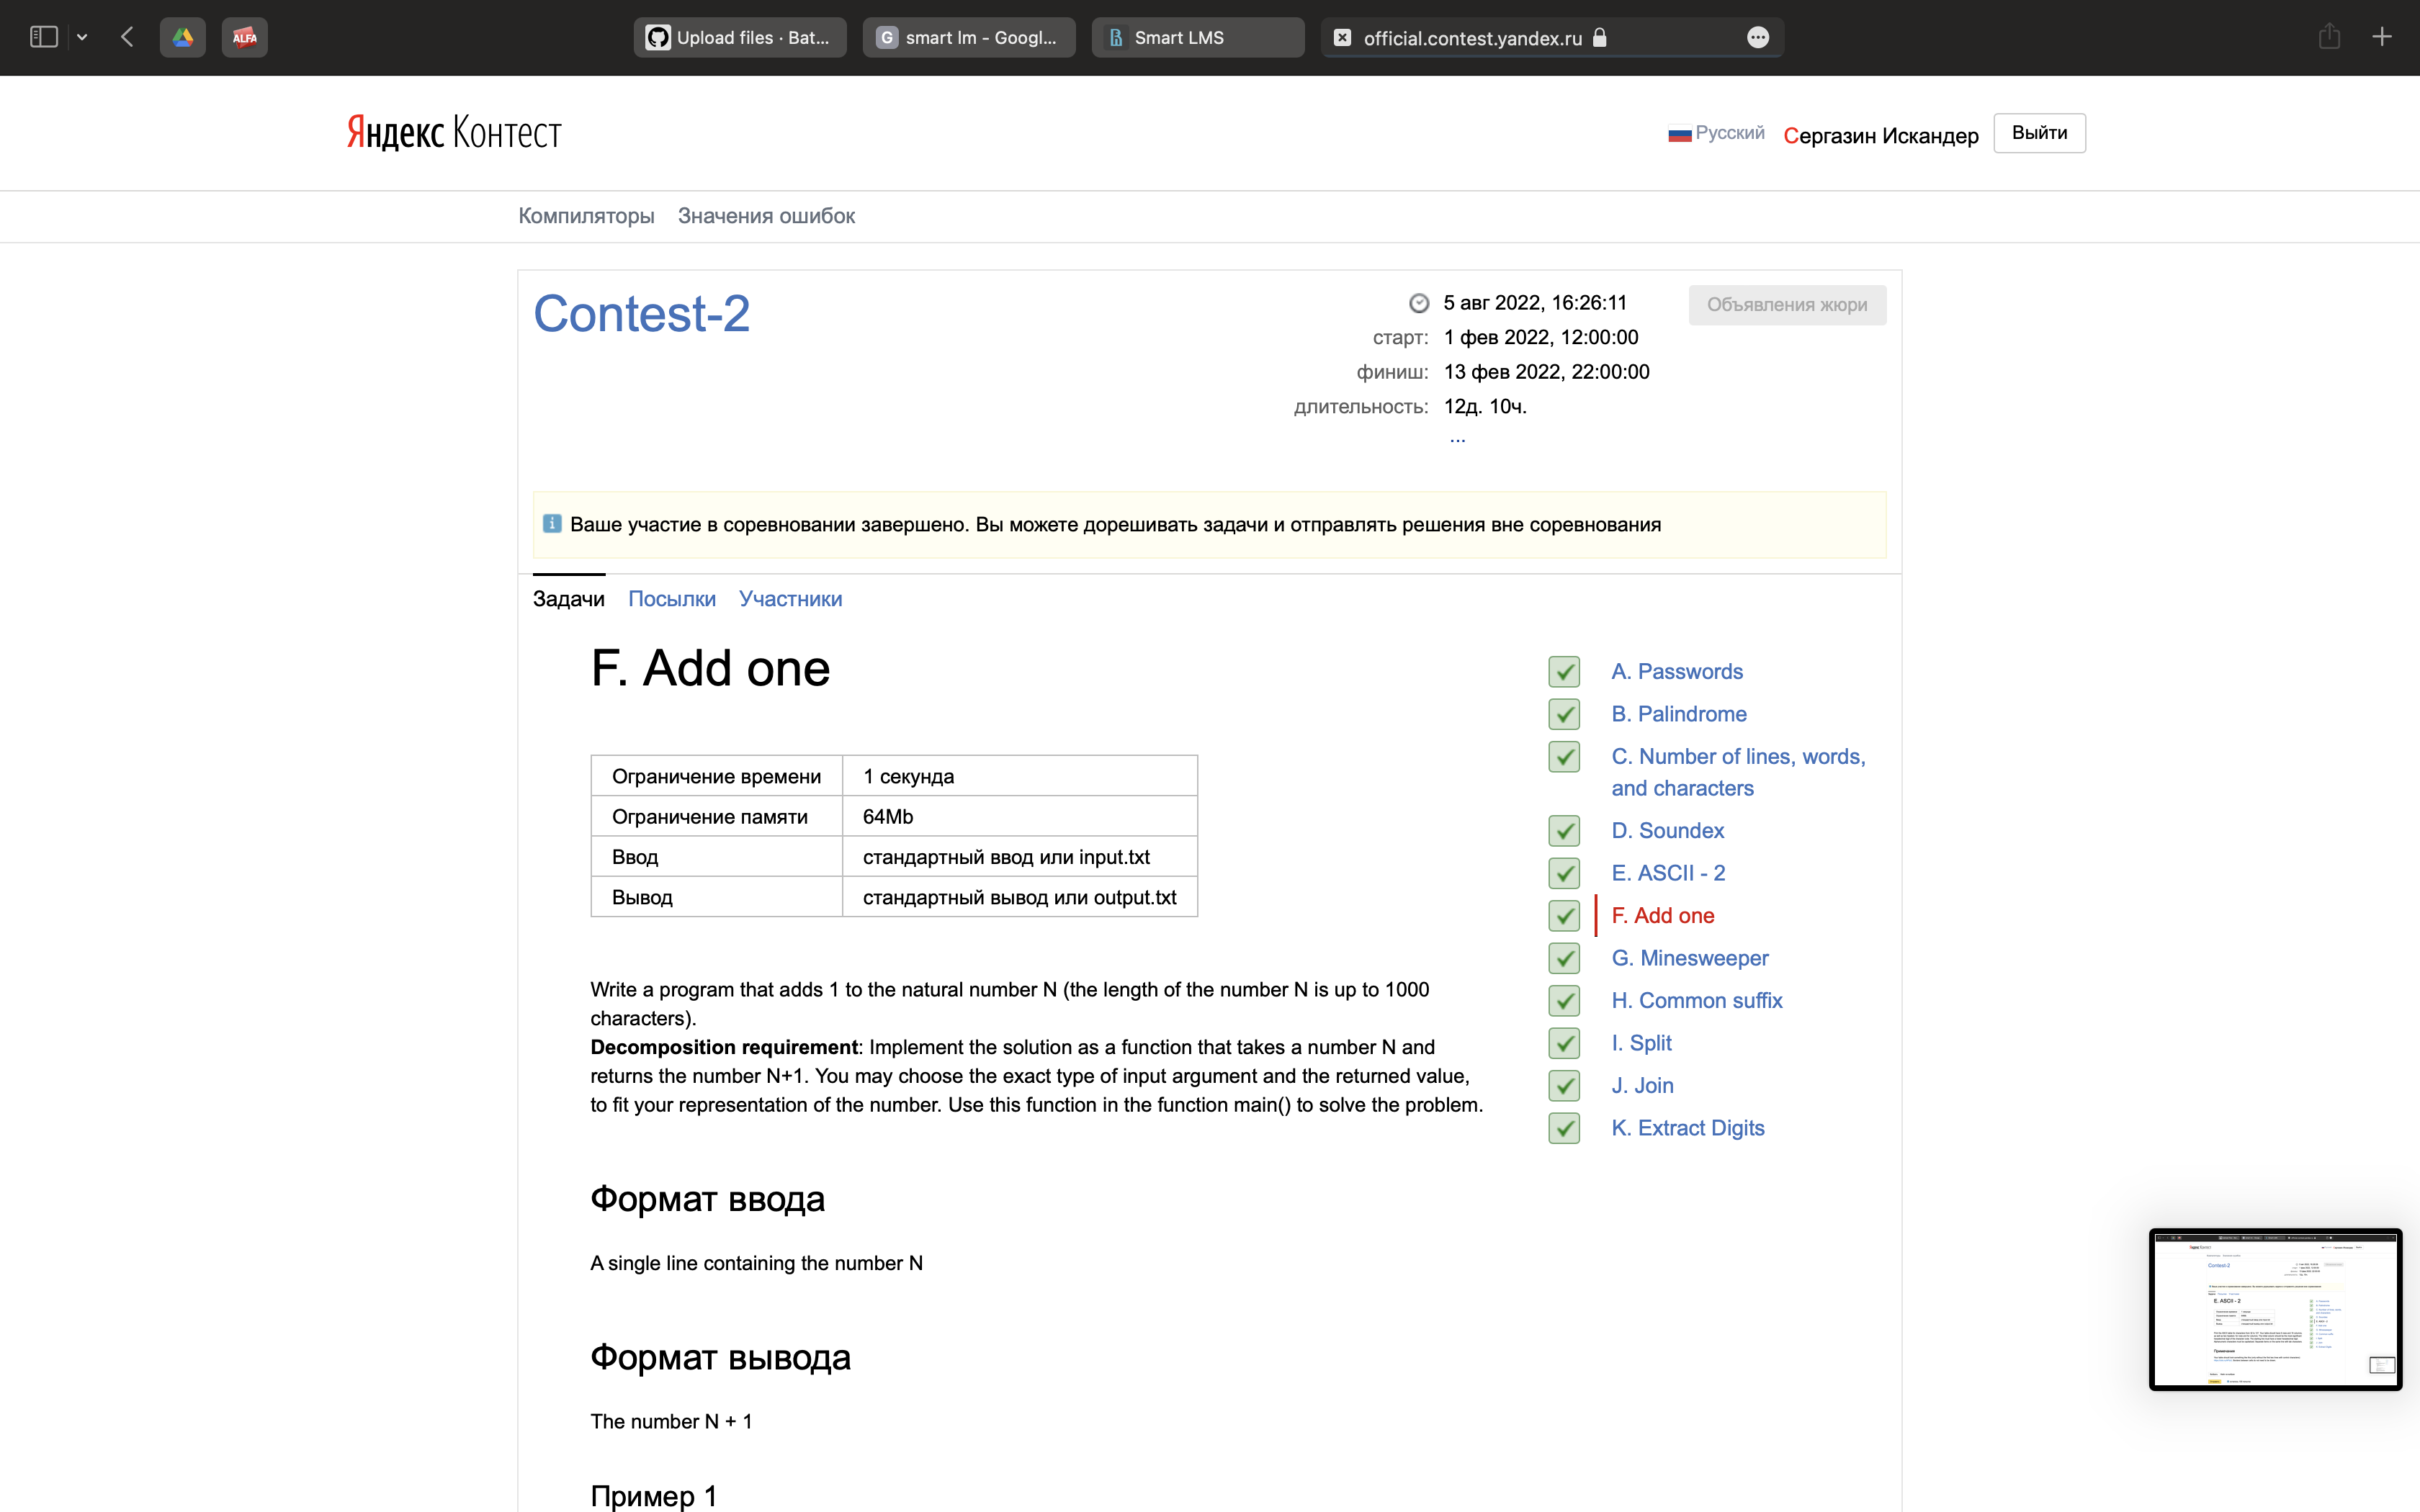 ALFA
Upload files · Bat...
G smart lm - Googl...
Smart LMS
official.contest.yandex.ru
Яндекс Контест
Русский
Сергазин Искандер
Выйти
Компиляторы Значения ошибок
Contest-2
5 авг 2022, 16:26:11
Объявления жюри
старт: 1 фев 2022, 12:00:00
финиш: 13 фев 2022, 22:00:00
длительность: 12д. 10ч.
...
Ваше участие в соревновании завершено. Вы можете дорешивать задачи и отправлять решения вне соревнования
Задачи Посылки Участники
F. Add one
Ограничение времени 1 секунда
Ограничение памяти 64Mb
Ввод стандартный ввод или input.txt
Вывод стандартный вывод или output.txt
Write a program that adds 1 to the natural number N (the length of the number N is up to 1000
characters).
Decomposition requirement: Implement the solution as a function that takes a number N and
returns the number N+1. You may choose the exact type of input argument and the returned value,
to fit your representation of the number. Use this function in the function main() to solve the problem.
Формат ввода
A single line containing the number N
Формат вывода
The number N + 1
Пример 1
A. Passwords
B. Palindrome
C. Number of lines, words,
and characters
D. Soundex
E. ASCII - 2
F. Add one
G. Minesweeper
H. Common suffix
I. Split
J. Join
K. Extract Digits
Contest-2
E. ASCII - 2